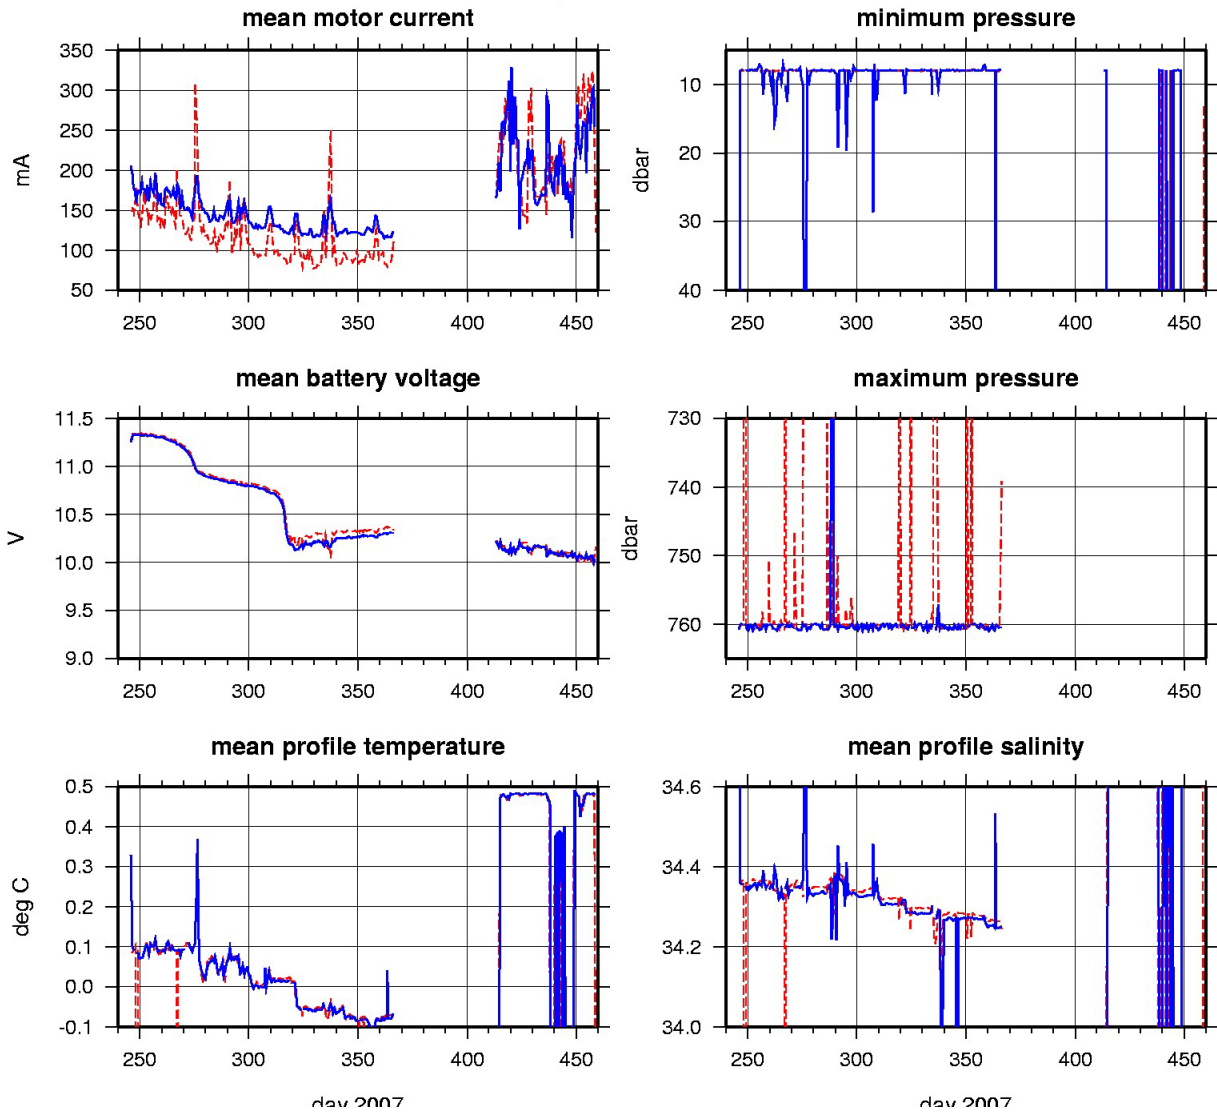 mean motor current
350
300
250
200
150
100
50
mA
250 300 350 400 450
minimum pressure
10
20
30
40
dbar
250 300 350 400 450
mean battery voltage
11.5
11.0
10.5
10.0
9.5
9.0
V
250 300 350 400 450
maximum pressure
730
740
750
760
dbar
250 300 350 400 450
mean profile temperature
0.5
0.4
0.3
0.2
0.1
0.0
-0.1
deg C
250 300 350 400 450
day 2007
mean profile salinity
34.6
34.4
34.2
34.0
250 300 350 400 450
day 2007